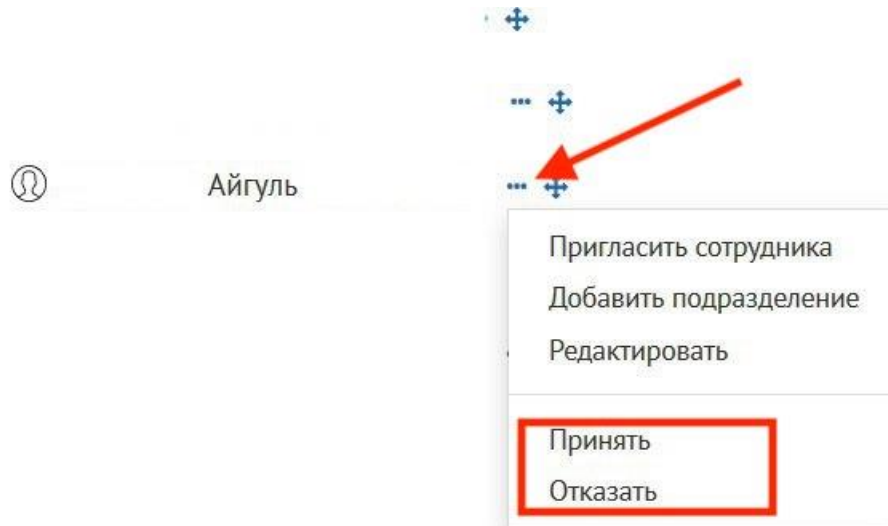 Айгуль
Пригласить сотрудника
Добавить подразделение
Редактировать
Принять
Отказать